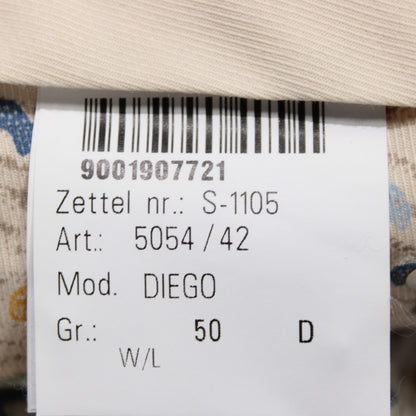 9001907721
Zettel nr.: S-1105
Art.: 5054 / 42
Mod. DIEGO
Gr.: 50 D
W/L